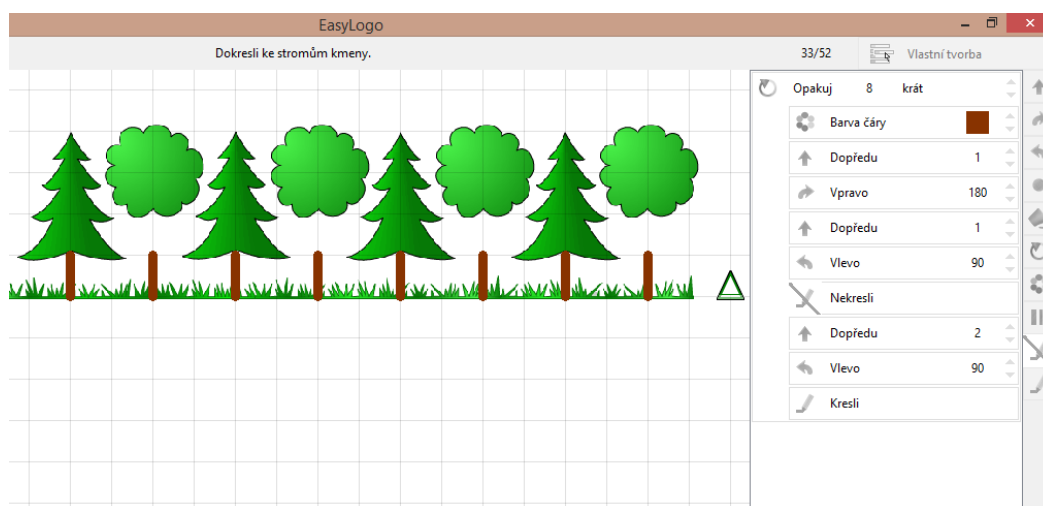 EasyLogo
Dokresli ke stromům kmeny.
33/52
Vlastní tvorba
Opakuj 8 krát
Barva čáry
Dopředu 1
Vpravo 180
Dopředu 1
Vlevo 90
Nekresli
Dopředu 2
Vlevo 90
Kresli